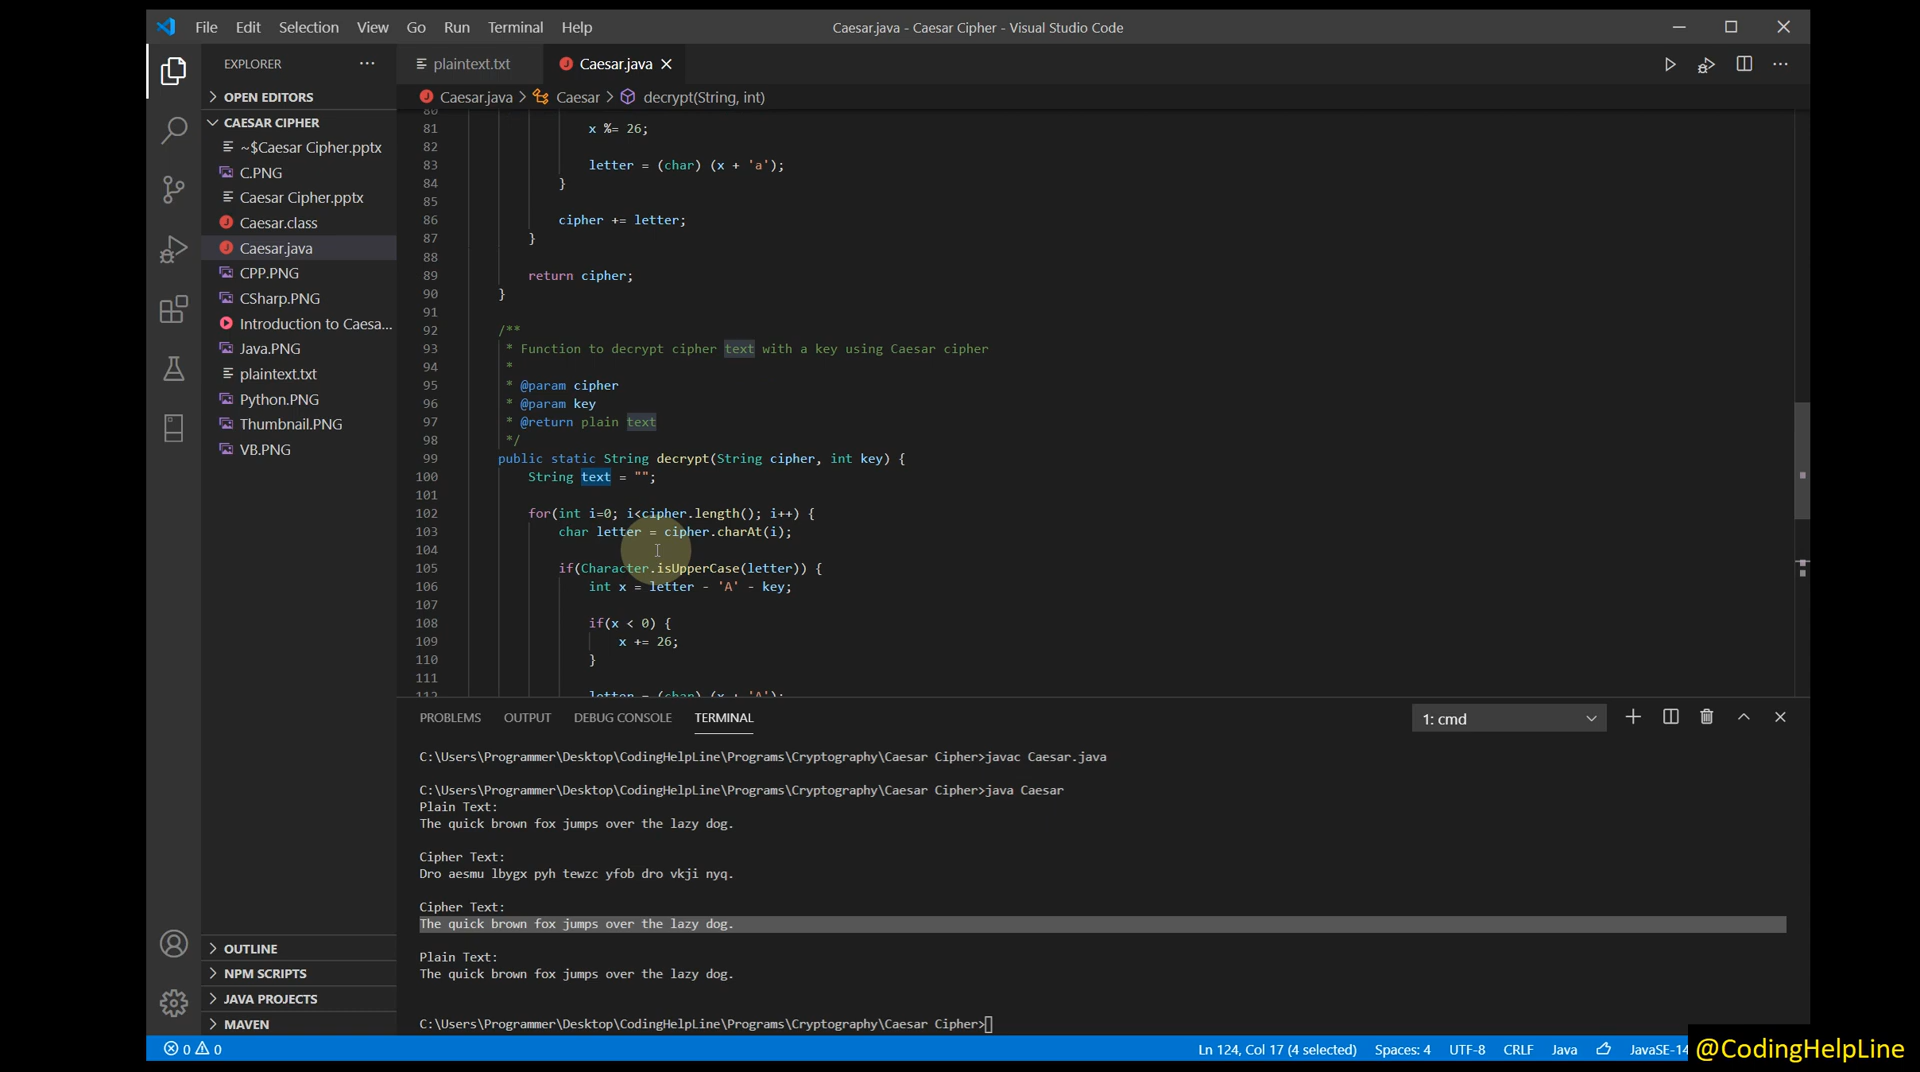 File Edit Selection View Go Run Terminal Help
Caesar.java - Caesar Cipher - Visual Studio Code
EXPLORER
OPEN EDITORS
CAESAR CIPHER
~$Caesar Cipher.pptx
C.PNG
Caesar Cipher.pptx
Caesar.class
Caesar.java
CPP.PNG
CSharp.PNG
Introduction to Caesa...
Java.PNG
plaintext.txt
Python.PNG
Thumbnail.PNG
VB.PNG
OUTLINE
NPM SCRIPTS
JAVA PROJECTS
MAVEN
plaintext.txt Caesar.java
Caesar.java > Caesar > decrypt(String, int)
80
81 x %= 26;
82
83 letter = (char) (x + 'a');
84 }
85
86 cipher += letter;
87 }
88
89 return cipher;
90 }
91
92 /**
93 * Function to decrypt cipher text with a key using Caesar cipher
94 *
95 * @param cipher
96 * @param key
97 * @return plain text
98 */
99 public static String decrypt(String cipher, int key) {
100 String text = "";
101
102 for(int i=0; i<cipher.length(); i++) {
103 char letter = cipher.charAt(i);
104
105 if(Character.isUpperCase(letter)) {
106 int x = letter - 'A' - key;
107
108 if(x < 0) {
109 x += 26;
110 }
111
112 letter = (char) (x + 'A');
PROBLEMS OUTPUT DEBUG CONSOLE TERMINAL
1: cmd
C:\Users\Programmer\Desktop\CodingHelpLine\Programs\Cryptography\Caesar Cipher>javac Caesar.java
C:\Users\Programmer\Desktop\CodingHelpLine\Programs\Cryptography\Caesar Cipher>java Caesar
Plain Text:
The quick brown fox jumps over the lazy dog.
Cipher Text:
Dro aesmu lbygx pyh tewzc yfob dro vkji nyq.
Cipher Text:
The quick brown fox jumps over the lazy dog.
Plain Text:
The quick brown fox jumps over the lazy dog.
C:\Users\Programmer\Desktop\CodingHelpLine\Programs\Cryptography\Caesar Cipher>
0 0
Ln 124, Col 17 (4 selected) Spaces: 4 UTF-8 CRLF Java JavaSE-14
@CodingHelpLine